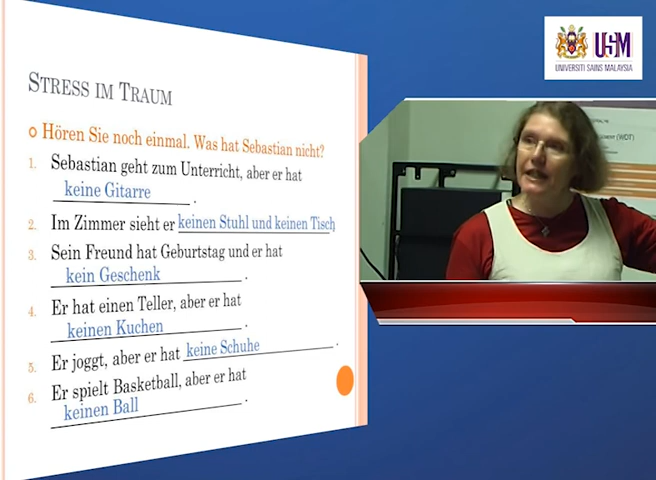 STRESS IM TRAUM
Hören Sie noch einmal. Was hat Sebastian nicht?
1. Sebastian geht zum Unterricht, aber er hat
keine Gitarre .
2. Im Zimmer sieht er keinen Stuhl und keinen Tisch
3. Sein Freund hat Geburtstag und er hat
kein Geschenk .
4. Er hat einen Teller, aber er hat
keinen Kuchen .
5. Er joggt, aber er hat keine Schuhe .
6. Er spielt Basketball, aber er hat
keinen Ball .
USM
UNIVERSITI SAINS MALAYSIA